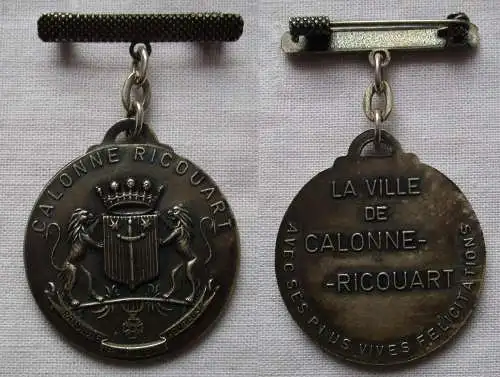 CALONNE RICOUART
LA VILLE
DE
CALONNE-
-RICOUART
AVEC SES PLUS VIVES FELICITATIONS